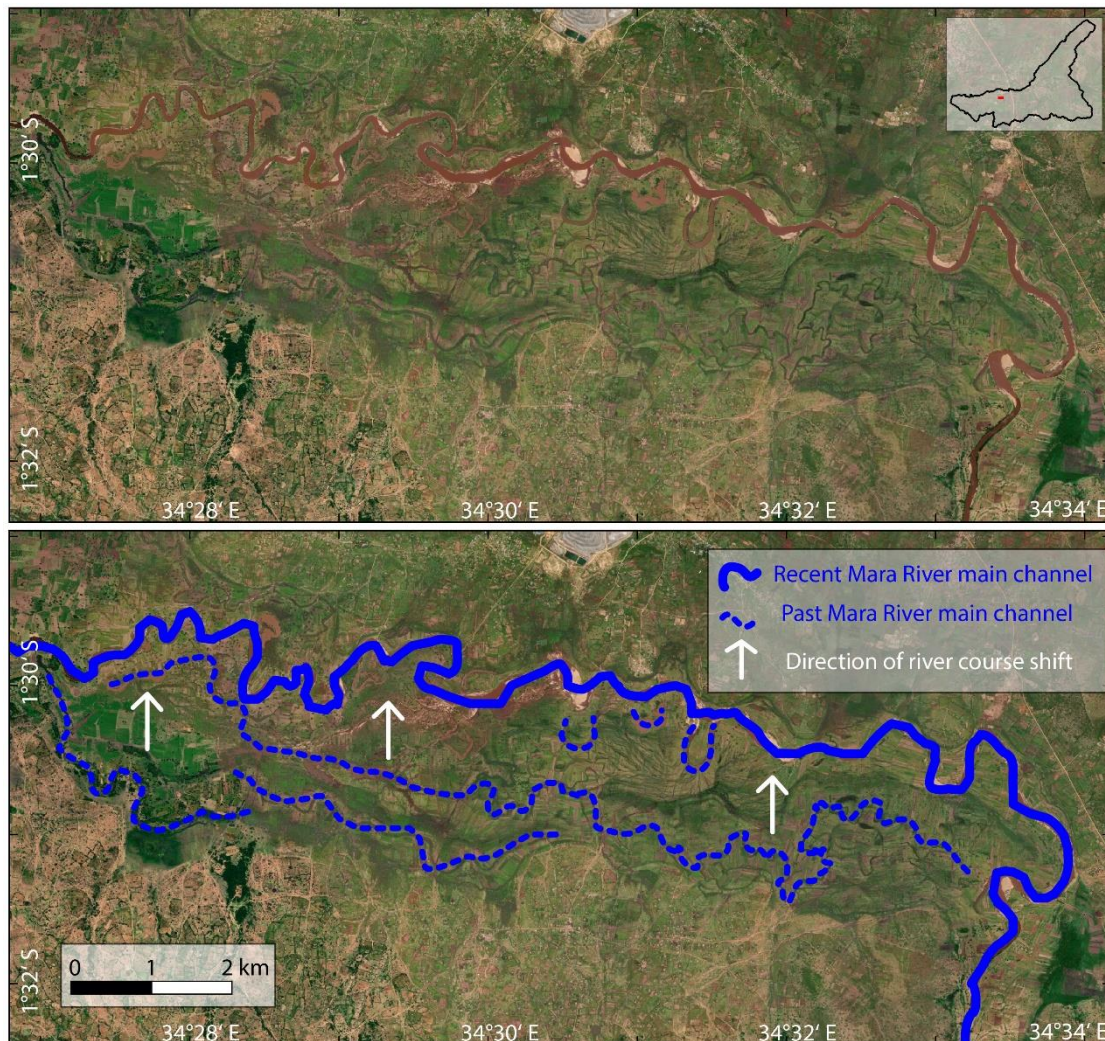 1°30‘ S
1°32‘ S
34°28‘ E
34°30‘ E
34°32‘ E
34°34‘ E
Recent Mara River main channel
Past Mara River main channel
Direction of river course shift
1°30‘ S
1°32‘ S
0 1 2 km
34°28‘ E
34°30‘ E
34°32‘ E
34°34‘ E